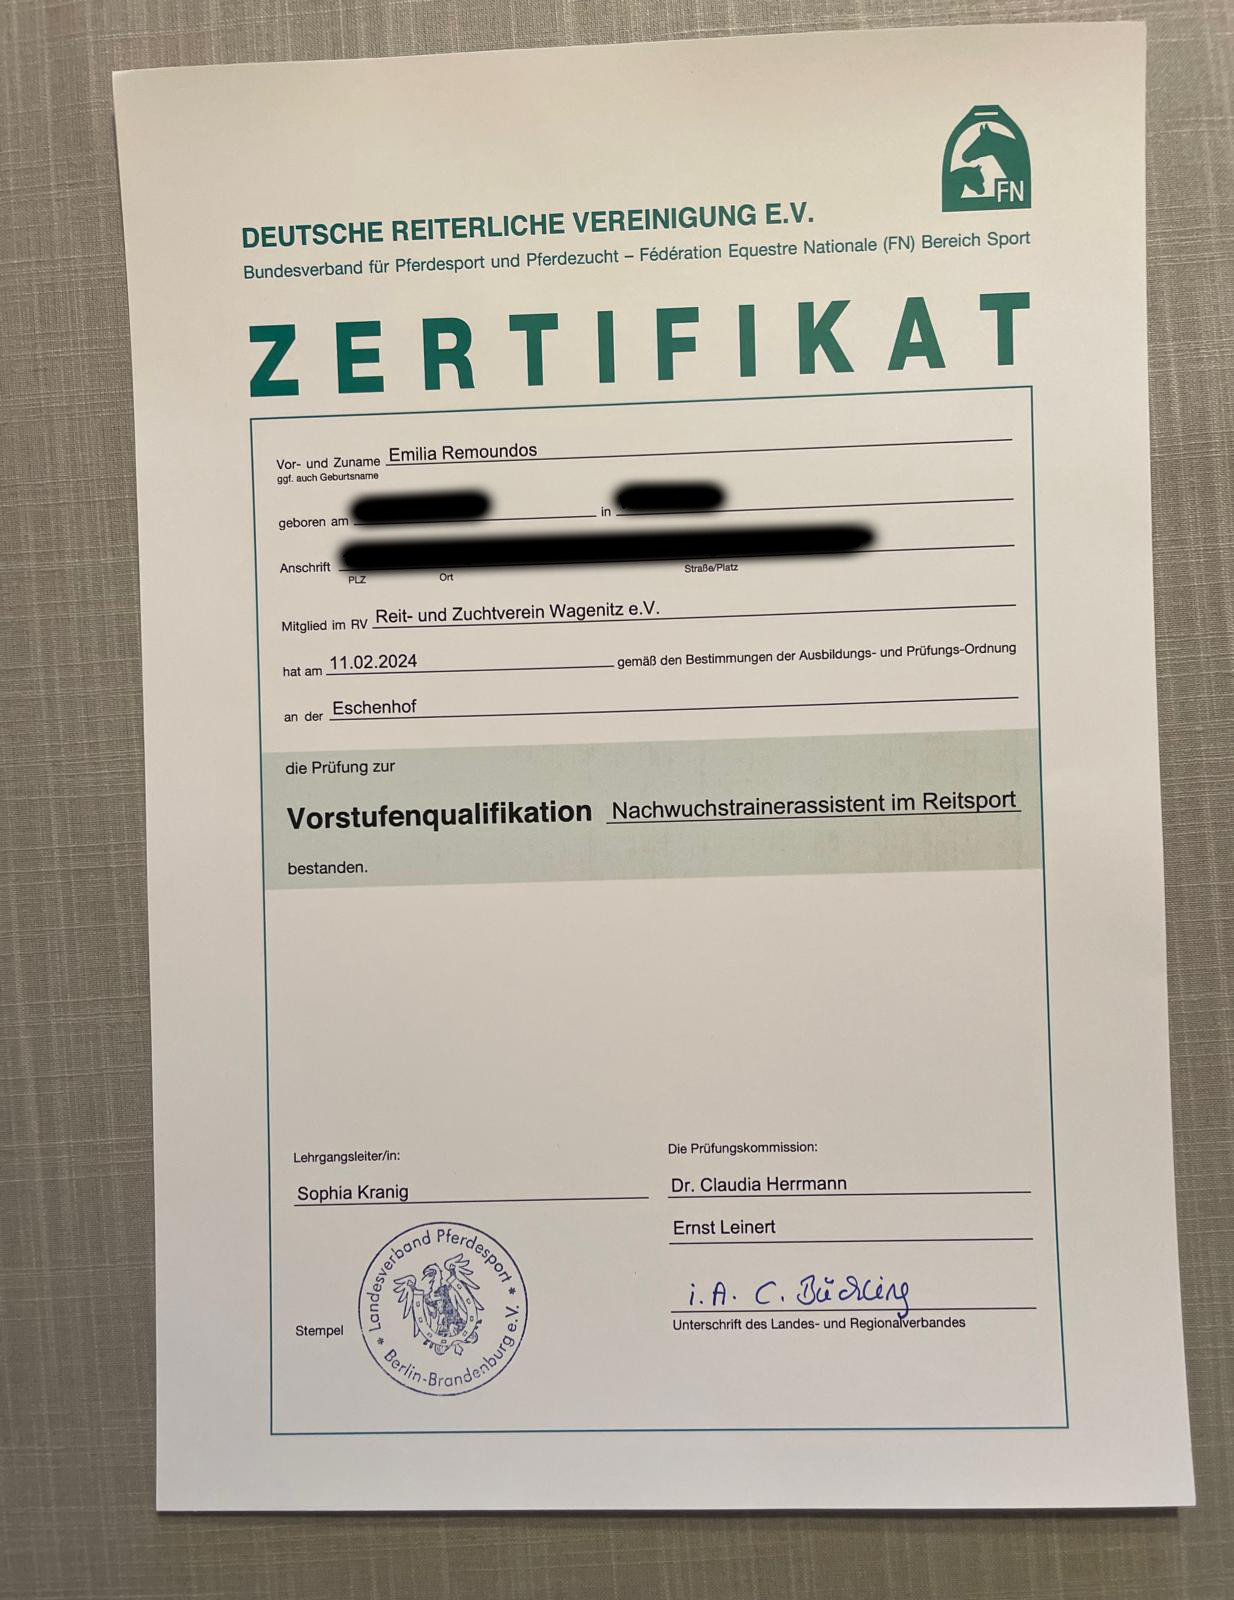 FN
DEUTSCHE REITERLICHE VEREINIGUNG E.V.
Bundesverband für Pferdesport und Pferdezucht – Fédération Equestre Nationale (FN) Bereich Sport
ZERTIFIKAT
Vor- und Zuname Emilia Remoundos
ggf. auch Geburtsname
geboren am in
Anschrift
PLZ Ort Straße/Platz
Mitglied im RV Reit- und Zuchtverein Wagenitz e.V.
hat am 11.02.2024 gemäß den Bestimmungen der Ausbildungs- und Prüfungs-Ordnung
an der Eschenhof
die Prüfung zur
Vorstufenqualifikation Nachwuchstrainerassistent im Reitsport
bestanden.
Lehrgangsleiter/in:
Sophia Kranig
Die Prüfungskommission:
Dr. Claudia Herrmann
Ernst Leinert
i.A. C. Büchling
Unterschrift des Landes- und Regionalverbandes
Stempel
* Landesverband Pferdesport *
Berlin-Brandenburg e.V.